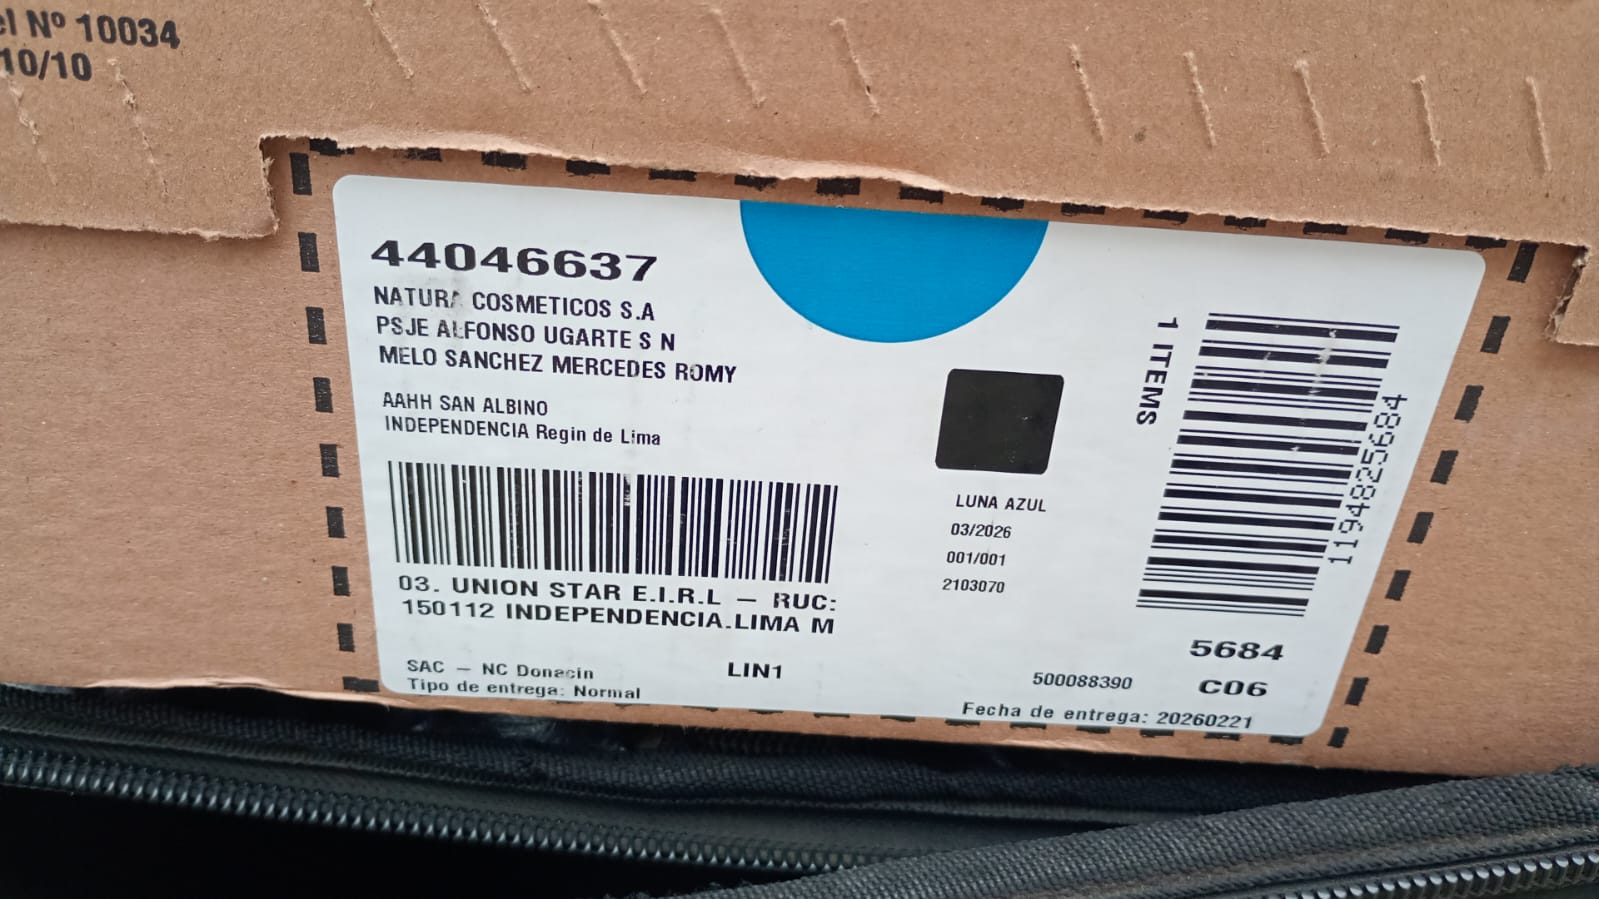 Nº 10034
10/10
44046637
NATURA COSMETICOS S.A
PSJE ALFONSO UGARTE S N
MELO SANCHEZ MERCEDES ROMY
AAHH SAN ALBINO
INDEPENDENCIA Regin de Lima
03. UNION STAR E.I.R.L – RUC:
150112 INDEPENDENCIA.LIMA M
SAC – NC Donacin
Tipo de entrega: Normal
LIN1
LUNA AZUL
03/2026
001/001
2103070
1 ITEMS
1194825684
5684
500088390
C06
Fecha de entrega: 20260221